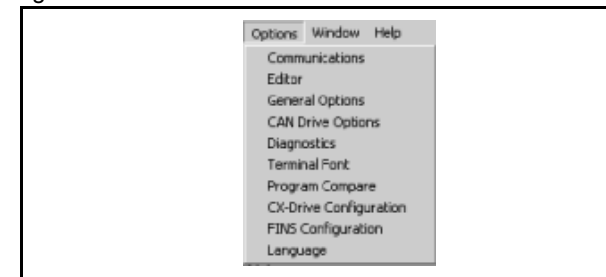 Options Window Help
Communications
Editor
General Options
CAN Drive Options
Diagnostics
Terminal Font
Program Compare
CX-Drive Configuration
FINS Configuration
Language